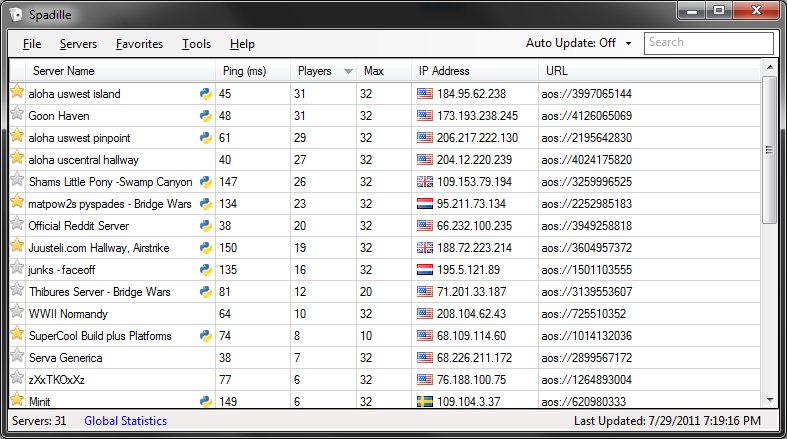 Spadille
File Servers Favorites Tools Help Auto Update: Off Search
Server Name Ping (ms) Players Max IP Address URL
aloha uswest island 45 31 32 184.95.62.238 aos://3997065144
Goon Haven 48 31 32 173.193.238.245 aos://4126065069
aloha uswest pinpoint 61 29 32 206.217.222.130 aos://2195642830
aloha uscentral hallway 40 27 32 204.12.220.239 aos://4024175820
Shams Little Pony -Swamp Canyon 147 26 32 109.153.79.194 aos://3259996525
matpow2s pyspades - Bridge Wars 134 23 32 95.211.73.134 aos://2252985183
Official Reddit Server 38 20 32 66.232.100.235 aos://3949258818
Juusteli.com Hallway, Airstrike 150 19 32 188.72.223.214 aos://3604957372
junks - faceoff 135 16 32 195.5.121.89 aos://1501103555
Thibures Server - Bridge Wars 81 12 20 71.201.33.187 aos://3139553607
WWII Normandy 64 10 32 208.104.62.43 aos://725510352
SuperCool Build plus Platforms 74 8 10 68.109.114.60 aos://1014132036
Serva Generica 38 7 32 68.226.211.172 aos://2899567172
zXxTKOxXz 77 6 32 76.188.100.75 aos://1264893004
Minit 149 6 32 109.104.3.37 aos://620980333
Servers: 31 Global Statistics Last Updated: 7/29/2011 7:19:16 PM